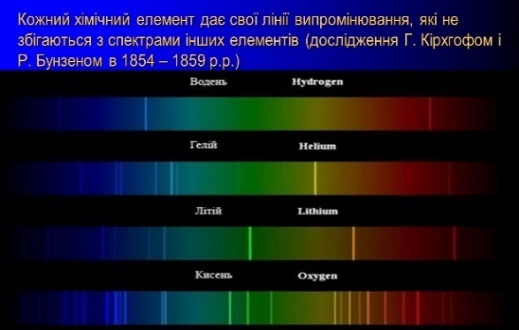 Кожний хімічний елемент дає свої лінії випромінювання, які не
збігаються з спектрами інших елементів (дослідження Г. Кірхгофом і
Р. Бунзеном в 1854 – 1859 р.р.)
Водень Hydrogen
Гелій Helium
Літій Lithium
Кисень Oxygen